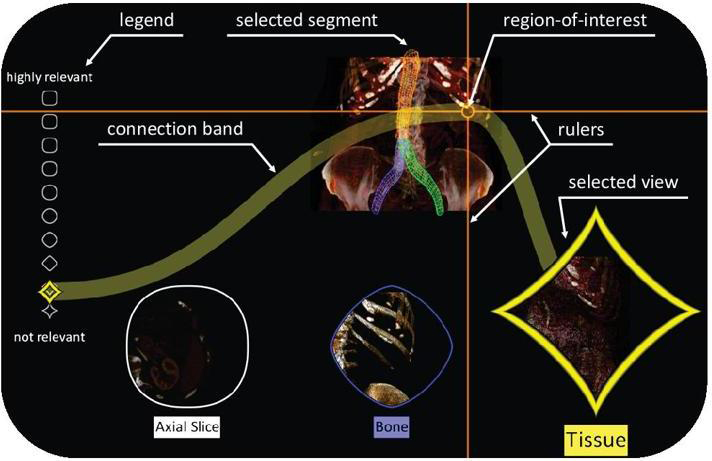 legend
selected segment
region-of-interest
highly relevant
connection band
rulers
selected view
not relevant
Axial Slice
Bone
Tissue